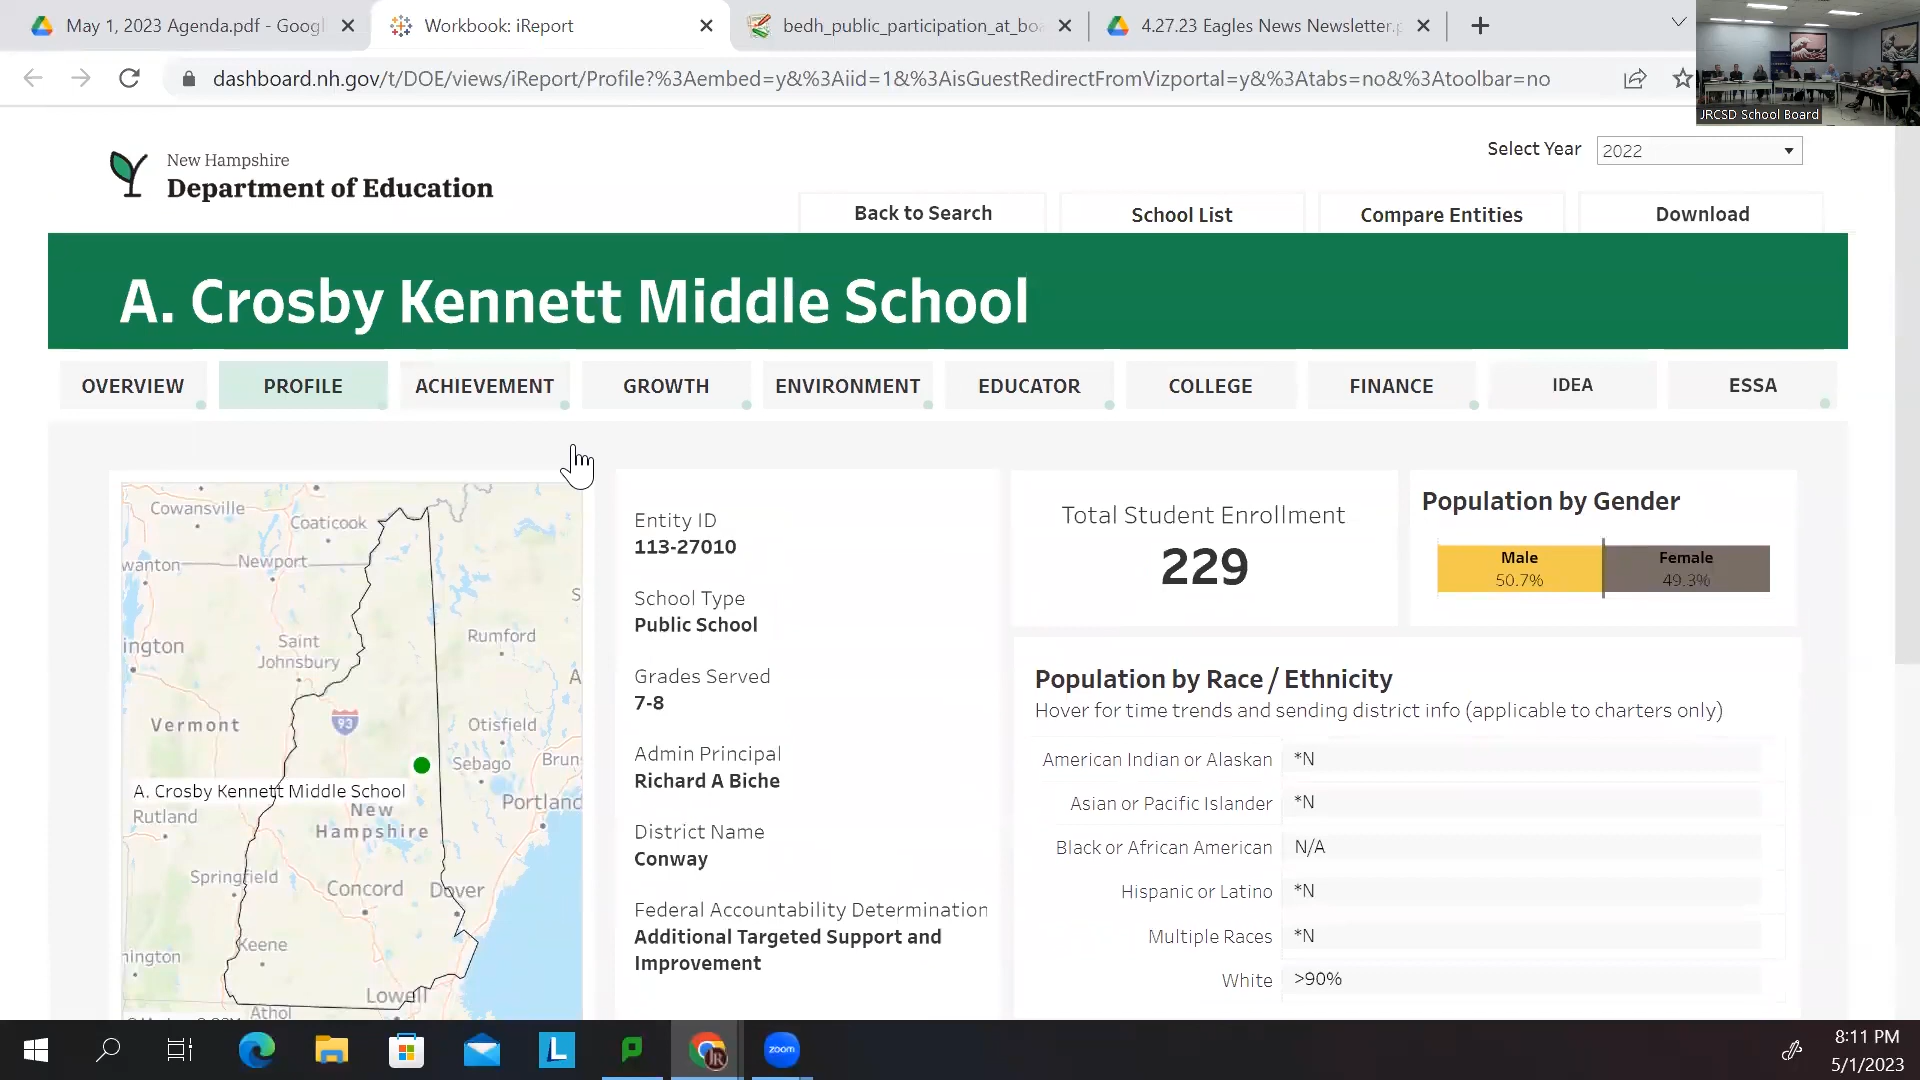 May 1, 2023 Agenda.pdf - Googl
Workbook: iReport
bedh_public_participation_at_boa
4.27.23 Eagles News Newsletter.p
dashboard.nh.gov/t/DOE/views/iReport/Profile?%3Aembed=y&%3Aiid=1&%3AisGuestRedirectFromVizportal=y&%3Atabs=no&%3Atoolbar=no
JRCSD School Board
New Hampshire
Department of Education
Select Year
2022
Back to Search
School List
Compare Entities
Download
A. Crosby Kennett Middle School
OVERVIEW
PROFILE
ACHIEVEMENT
GROWTH
ENVIRONMENT
EDUCATOR
COLLEGE
FINANCE
IDEA
ESSA
Cowansville
Coaticook
wanton
Newport
S
Saint
Johnsbury
Rumford
ington
A
Vermont
93
Otisfield
Sebago
Brun
A. Crosby Kennett Middle School
Portland
Rutland
New
Hampshire
Springfield
Concord
Dover
Keene
nington
Lowell
Athol
Entity ID
113-27010
School Type
Public School
Grades Served
7-8
Admin Principal
Richard A Biche
District Name
Conway
Federal Accountability Determination
Additional Targeted Support and
Improvement
Total Student Enrollment
229
Population by Gender
Male
50.7%
Female
49.3%
Population by Race / Ethnicity
Hover for time trends and sending district info (applicable to charters only)
American Indian or Alaskan *N
Asian or Pacific Islander *N
Black or African American N/A
Hispanic or Latino *N
Multiple Races *N
White >90%
L
JR
zoom
8:11 PM
5/1/2023